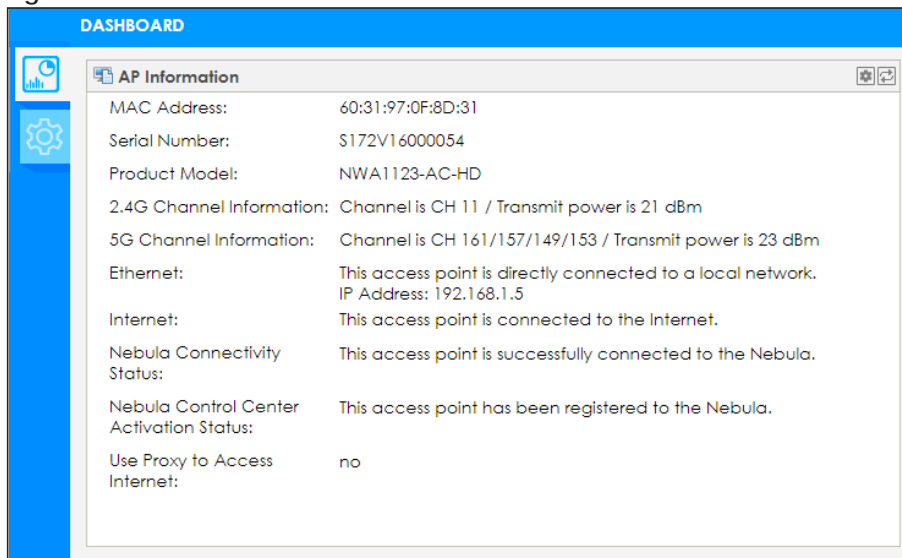 DASHBOARD
AP Information
MAC Address: 60:31:97:0F:8D:31
Serial Number: S172V16000054
Product Model: NWA1123-AC-HD
2.4G Channel Information: Channel is CH 11 / Transmit power is 21 dBm
5G Channel Information: Channel is CH 161/157/149/153 / Transmit power is 23 dBm
Ethernet: This access point is directly connected to a local network.
IP Address: 192.168.1.5
Internet: This access point is connected to the Internet.
Nebula Connectivity
Status: This access point is successfully connected to the Nebula.
Nebula Control Center
Activation Status: This access point has been registered to the Nebula.
Use Proxy to Access
Internet: no